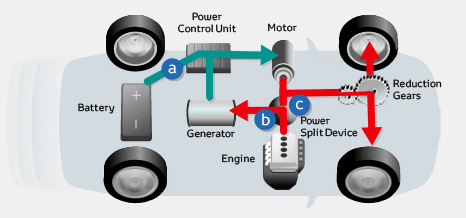 Power
Control Unit
Motor
a
Battery
+
−
Reduction
Gears
c
b
Generator
Power
Split Device
Engine